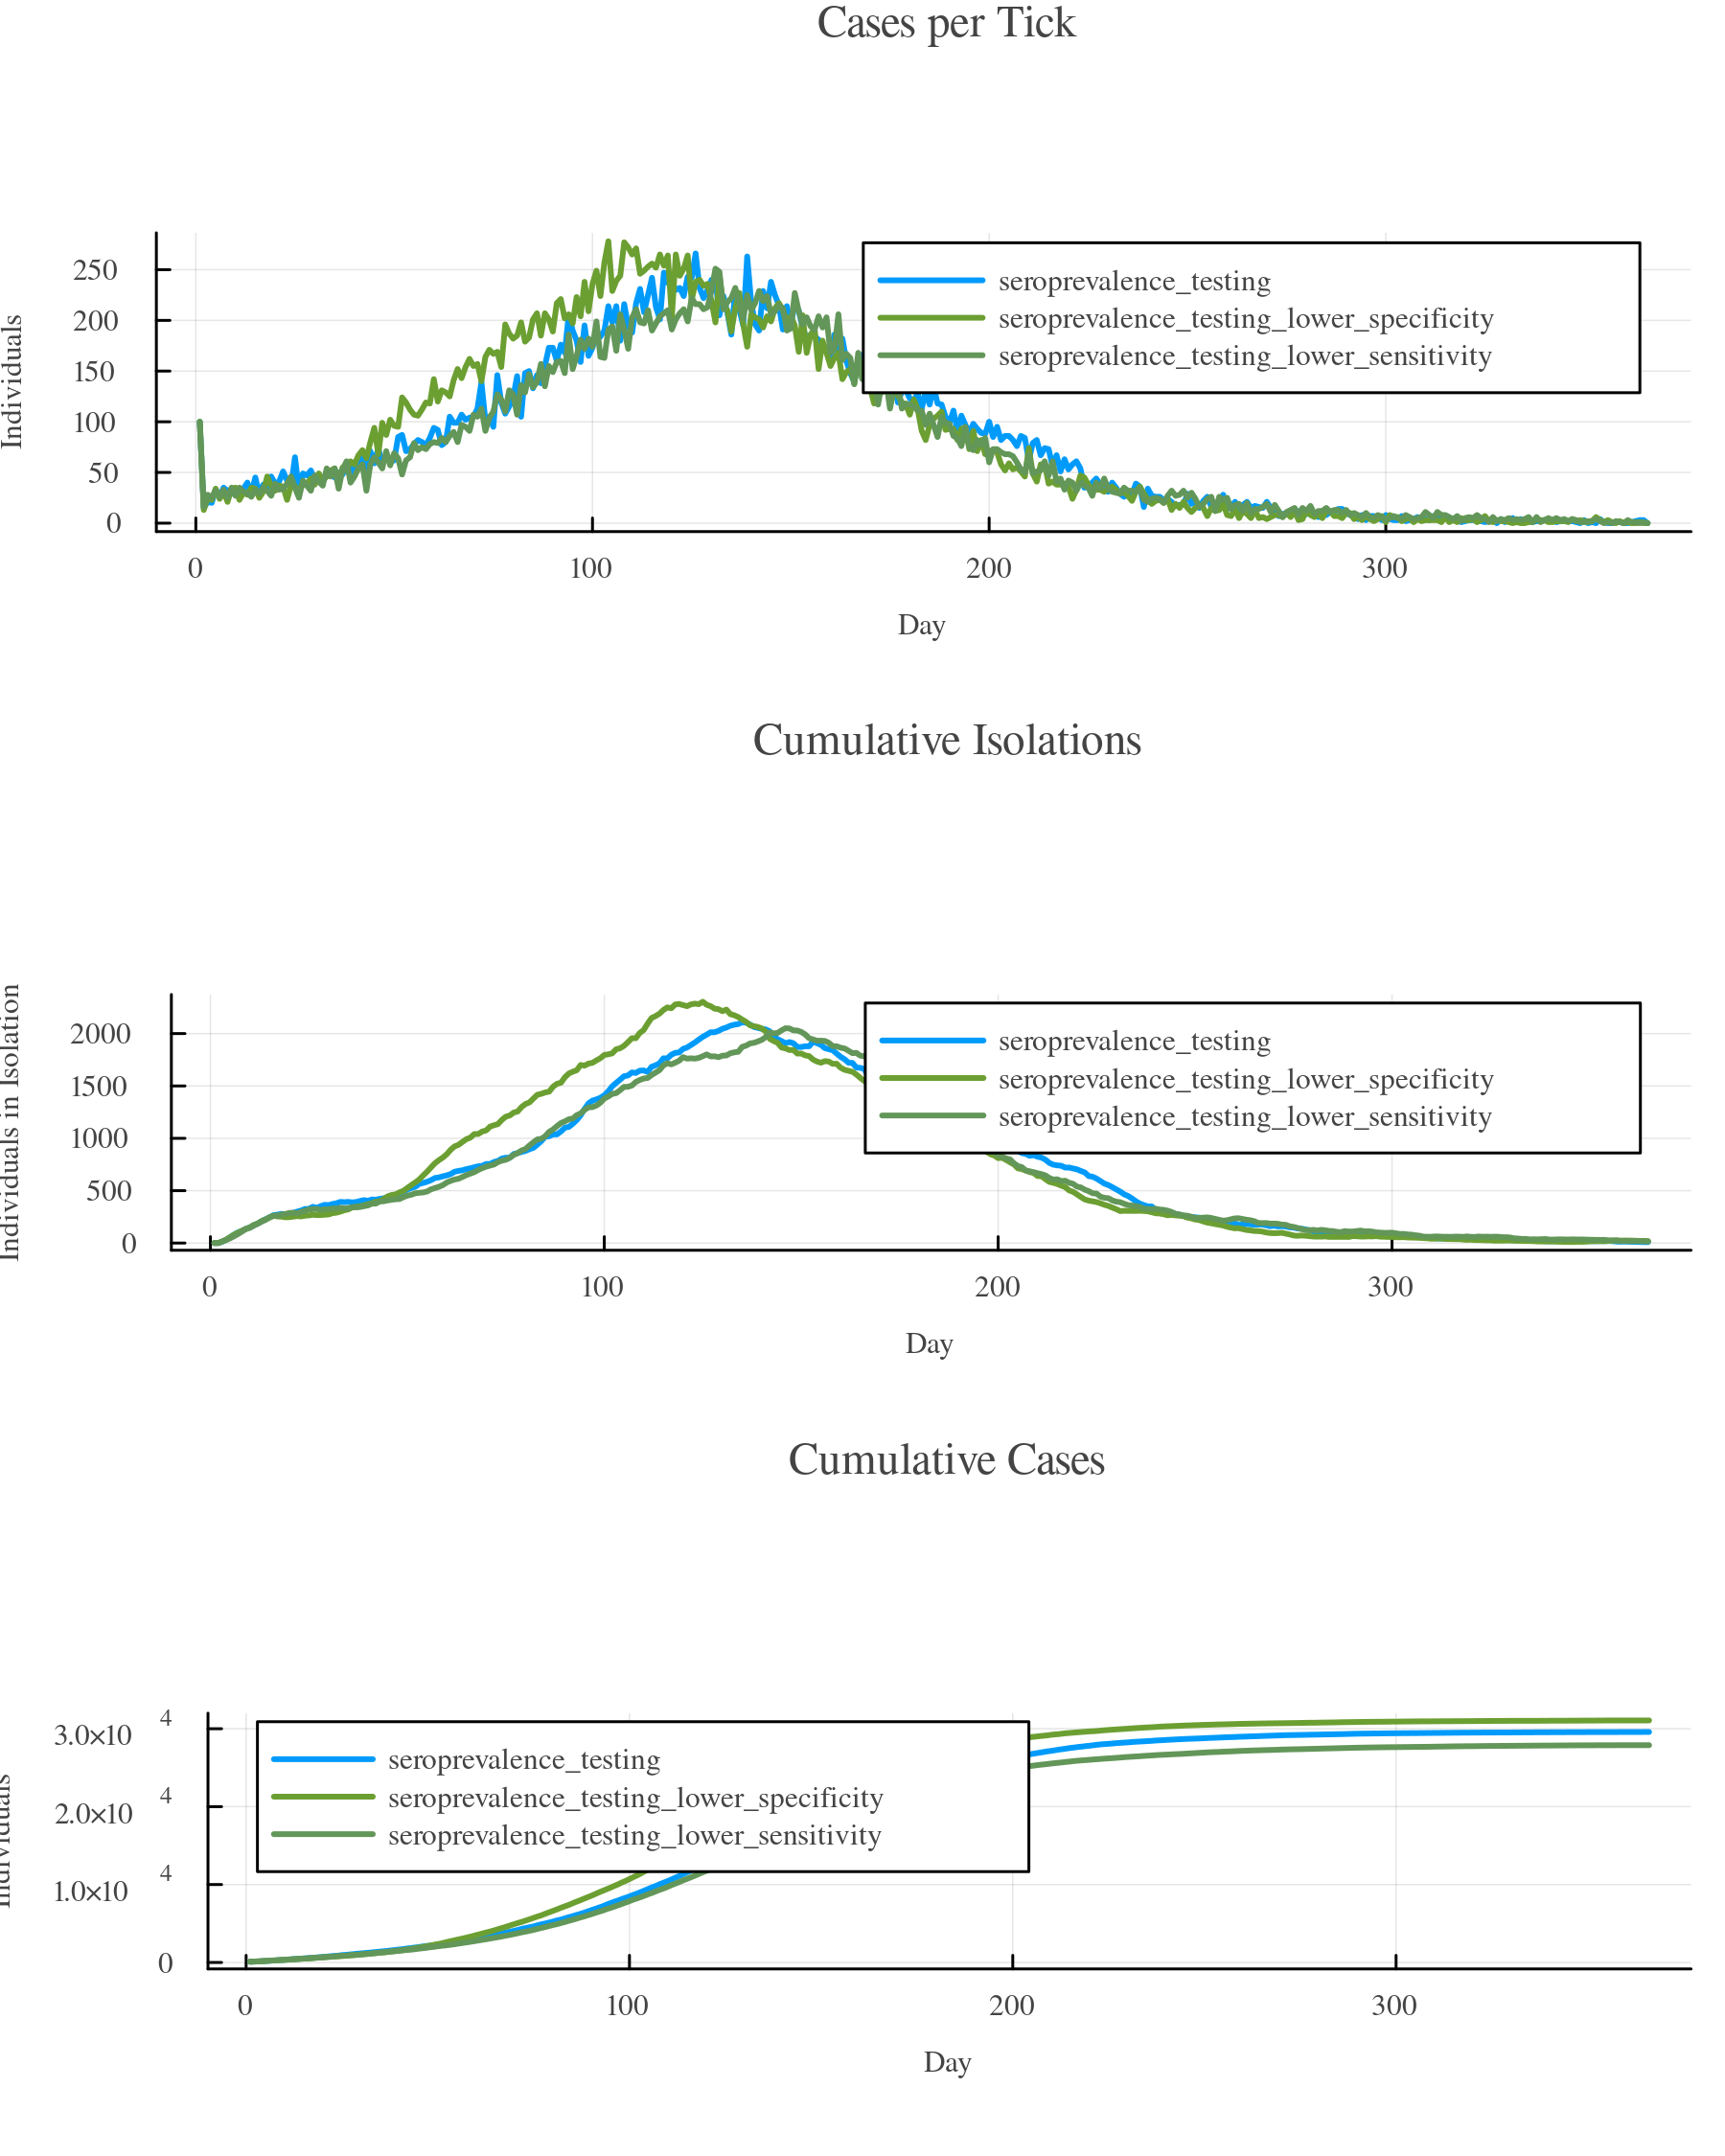 Cases per Tick
Individuals
250
200
150
100
50
0
seroprevalence_testing
seroprevalence_testing_lower_specificity
seroprevalence_testing_lower_sensitivity
0 100 200 300
Day
Cumulative Isolations
Individuals in Isolation
2000
1500
1000
500
0
seroprevalence_testing
seroprevalence_testing_lower_specificity
seroprevalence_testing_lower_sensitivity
0 100 200 300
Day
Cumulative Cases
Individuals
3.0×10 4
2.0×10 4
1.0×10 4
0
seroprevalence_testing
seroprevalence_testing_lower_specificity
seroprevalence_testing_lower_sensitivity
0 100 200 300
Day